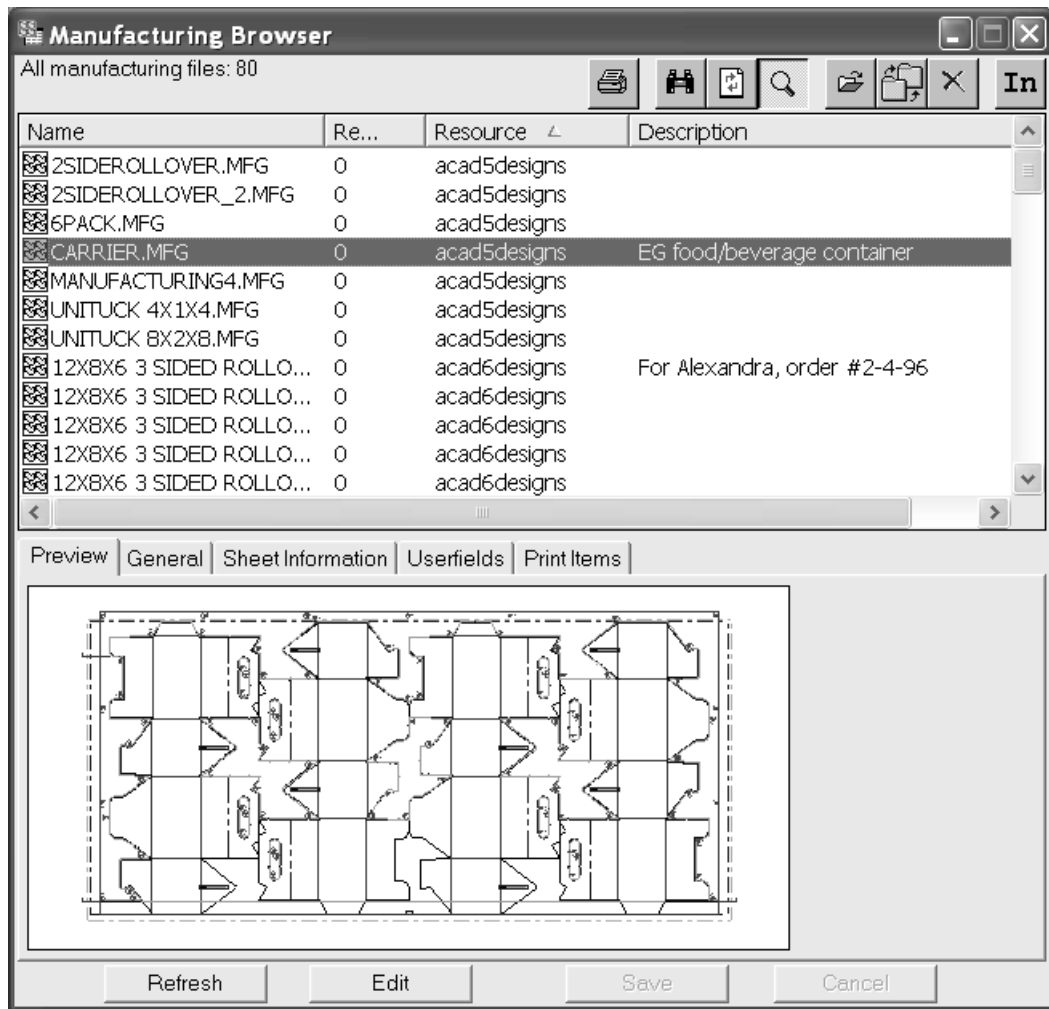 Manufacturing Browser
All manufacturing files: 80
In
Name Re... Resource Description
2SIDEROLLOVER.MFG 0 acad5designs
2SIDEROLLOVER_2.MFG 0 acad5designs
6PACK.MFG 0 acad5designs
CARRIER.MFG 0 acad5designs EG food/beverage container
MANUFACTURING4.MFG 0 acad5designs
UNITUCK 4X1X4.MFG 0 acad5designs
UNITUCK 8X2X8.MFG 0 acad5designs
12X8X6 3 SIDED ROLLO... 0 acad6designs For Alexandra, order #2-4-96
12X8X6 3 SIDED ROLLO... 0 acad6designs
12X8X6 3 SIDED ROLLO... 0 acad6designs
12X8X6 3 SIDED ROLLO... 0 acad6designs
12X8X6 3 SIDED ROLLO... 0 acad6designs
Preview General Sheet Information Userfields Print Items
Refresh Edit Save Cancel